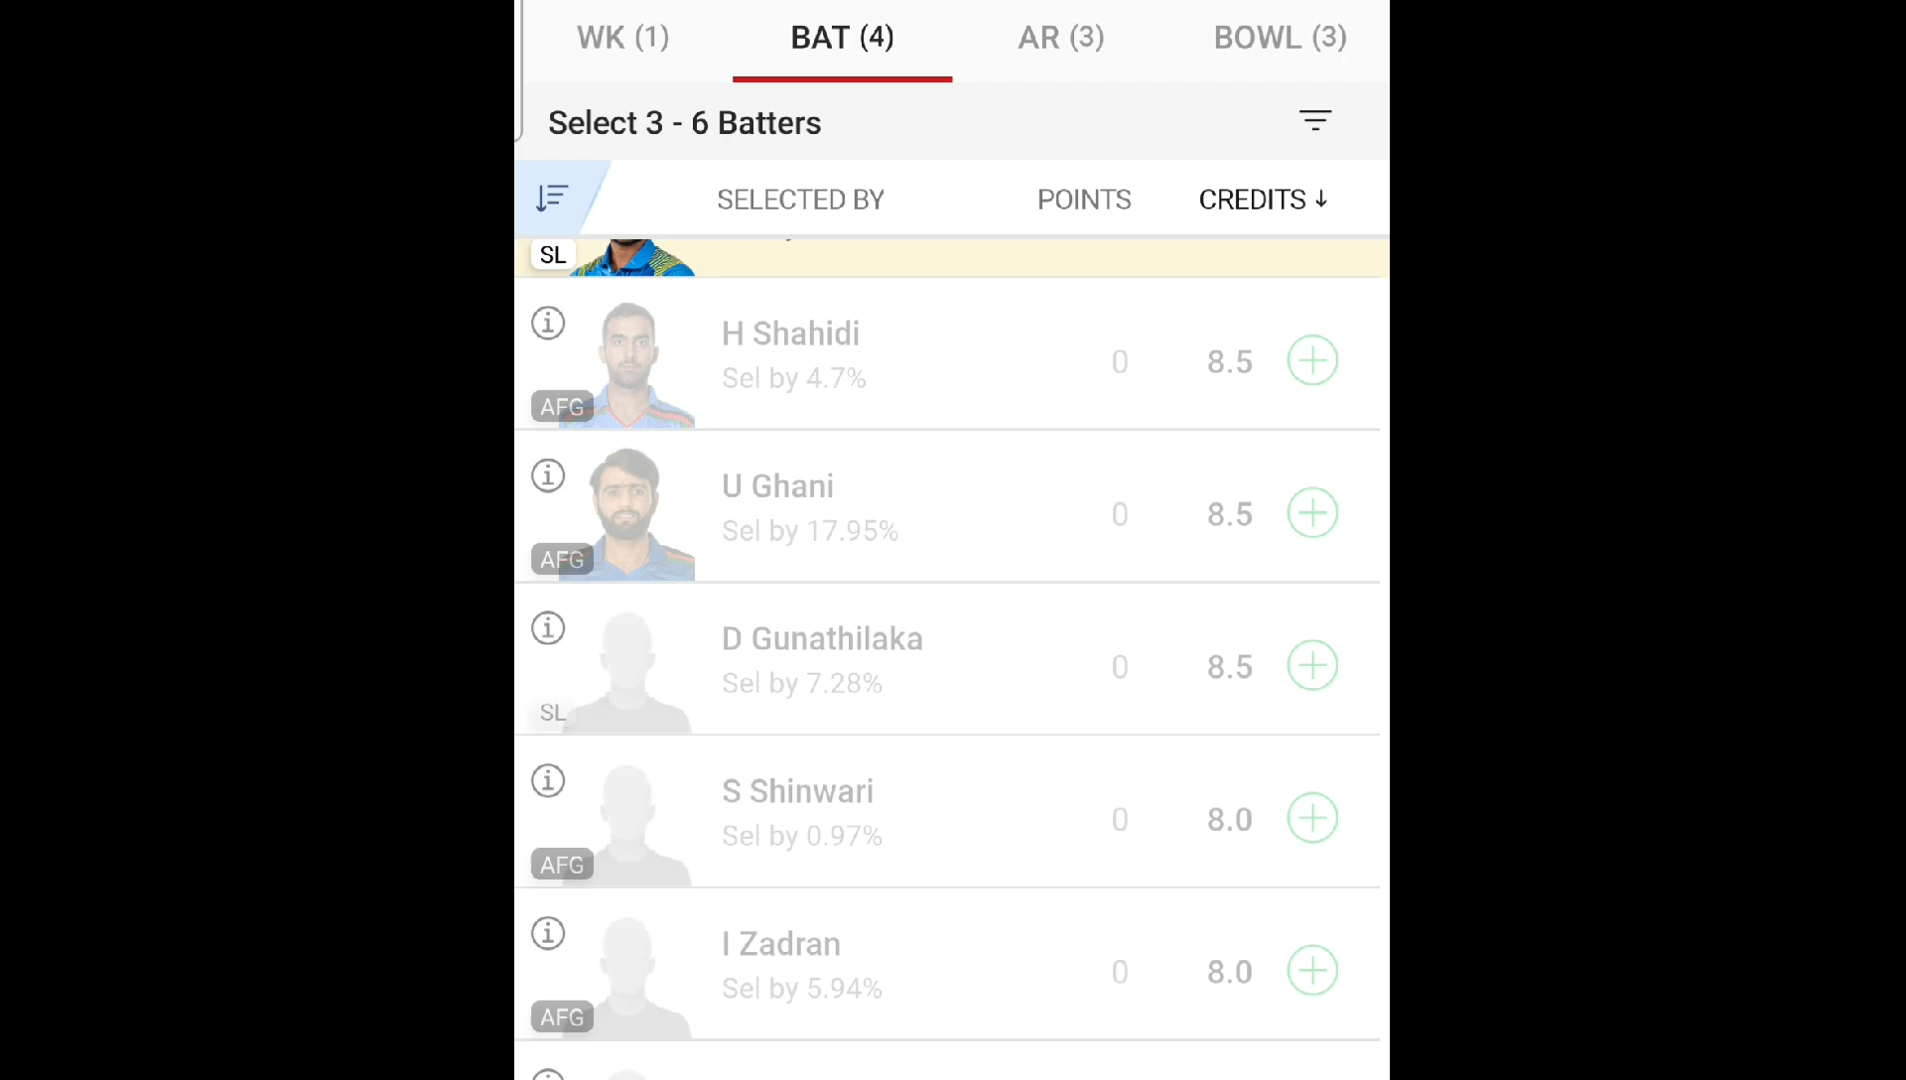 WK (1) BAT (4) AR (3) BOWL (3)
Select 3 - 6 Batters
SELECTED BY POINTS CREDITS ↓
SL
H Shahidi
Sel by 4.7%
0 8.5
AFG
U Ghani
Sel by 17.95%
0 8.5
AFG
D Gunathilaka
Sel by 7.28%
0 8.5
SL
S Shinwari
Sel by 0.97%
0 8.0
AFG
I Zadran
Sel by 5.94%
0 8.0
AFG